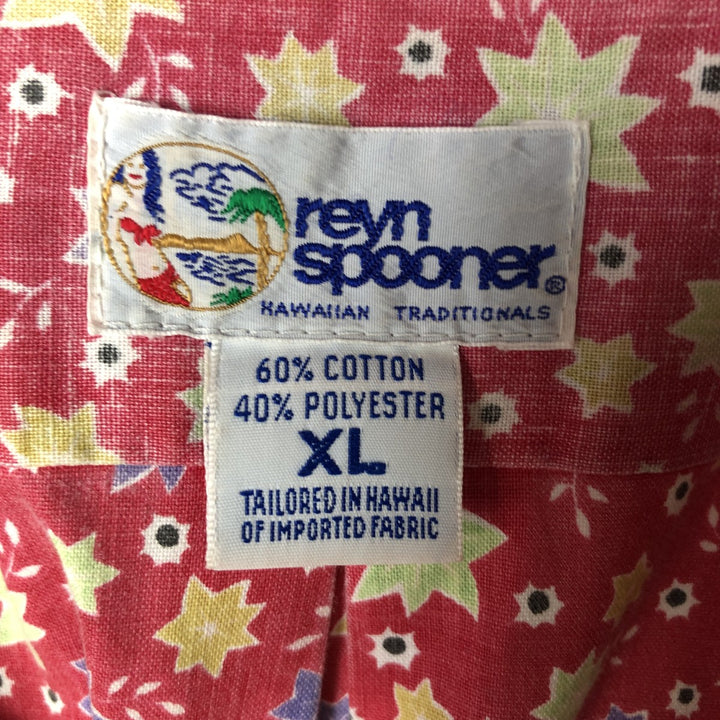 reyn
spooner®
HAWAIIAN TRADITIONALS
60% COTTON
40% POLYESTER
XL
TAILORED IN HAWAII
OF IMPORTED FABRIC